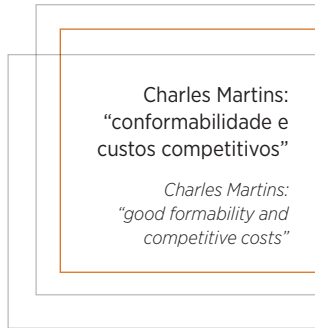 Charles Martins:
“conformabilidade e
custos competitivos”
Charles Martins:
“good formability and
competitive costs”